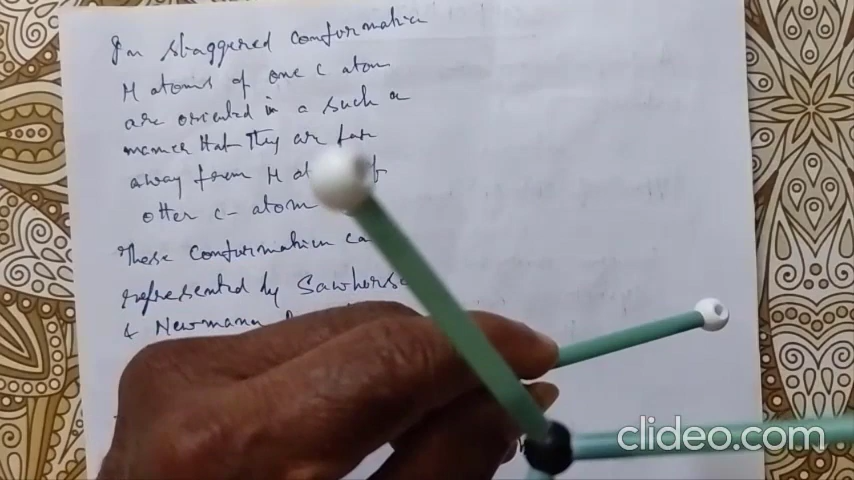 In staggered conformation
H atoms of one C atom
are oriented in a such a
manner that They are far
away from H
other C- atom
These conformation
represented by Sawhorse
& Newmann
clideo.com